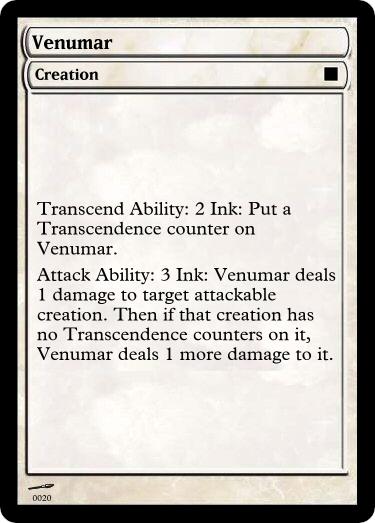 Venumar
Creation
Transcend Ability: 2 Ink: Put a
Transcendence counter on
Venumar.
Attack Ability: 3 Ink: Venumar deals
1 damage to target attackable
creation. Then if that creation has
no Transcendence counters on it,
Venumar deals 1 more damage to it.
0020